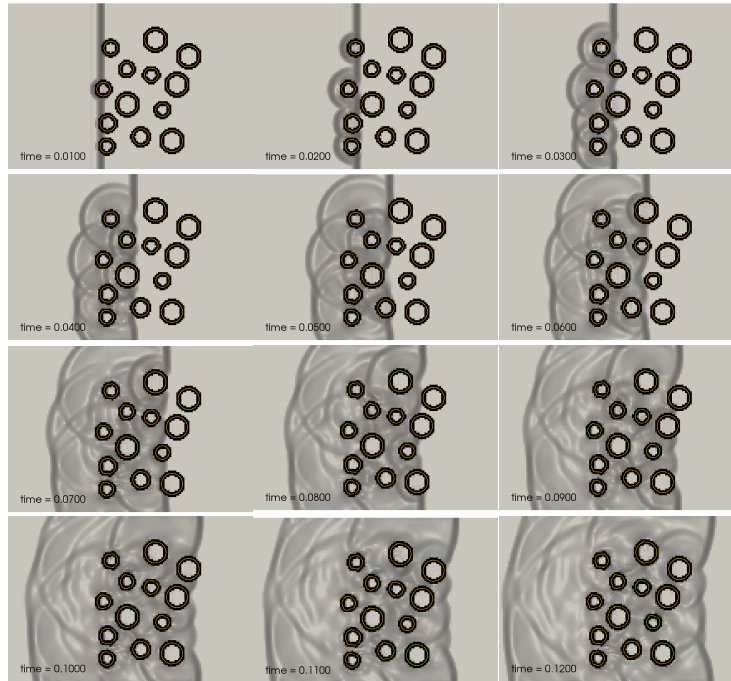 time = 0.0100
time = 0.0200
time = 0.0300
time = 0.0400
time = 0.0500
time = 0.0600
time = 0.0700
time = 0.0800
time = 0.0900
time = 0.1000
time = 0.1100
time = 0.1200